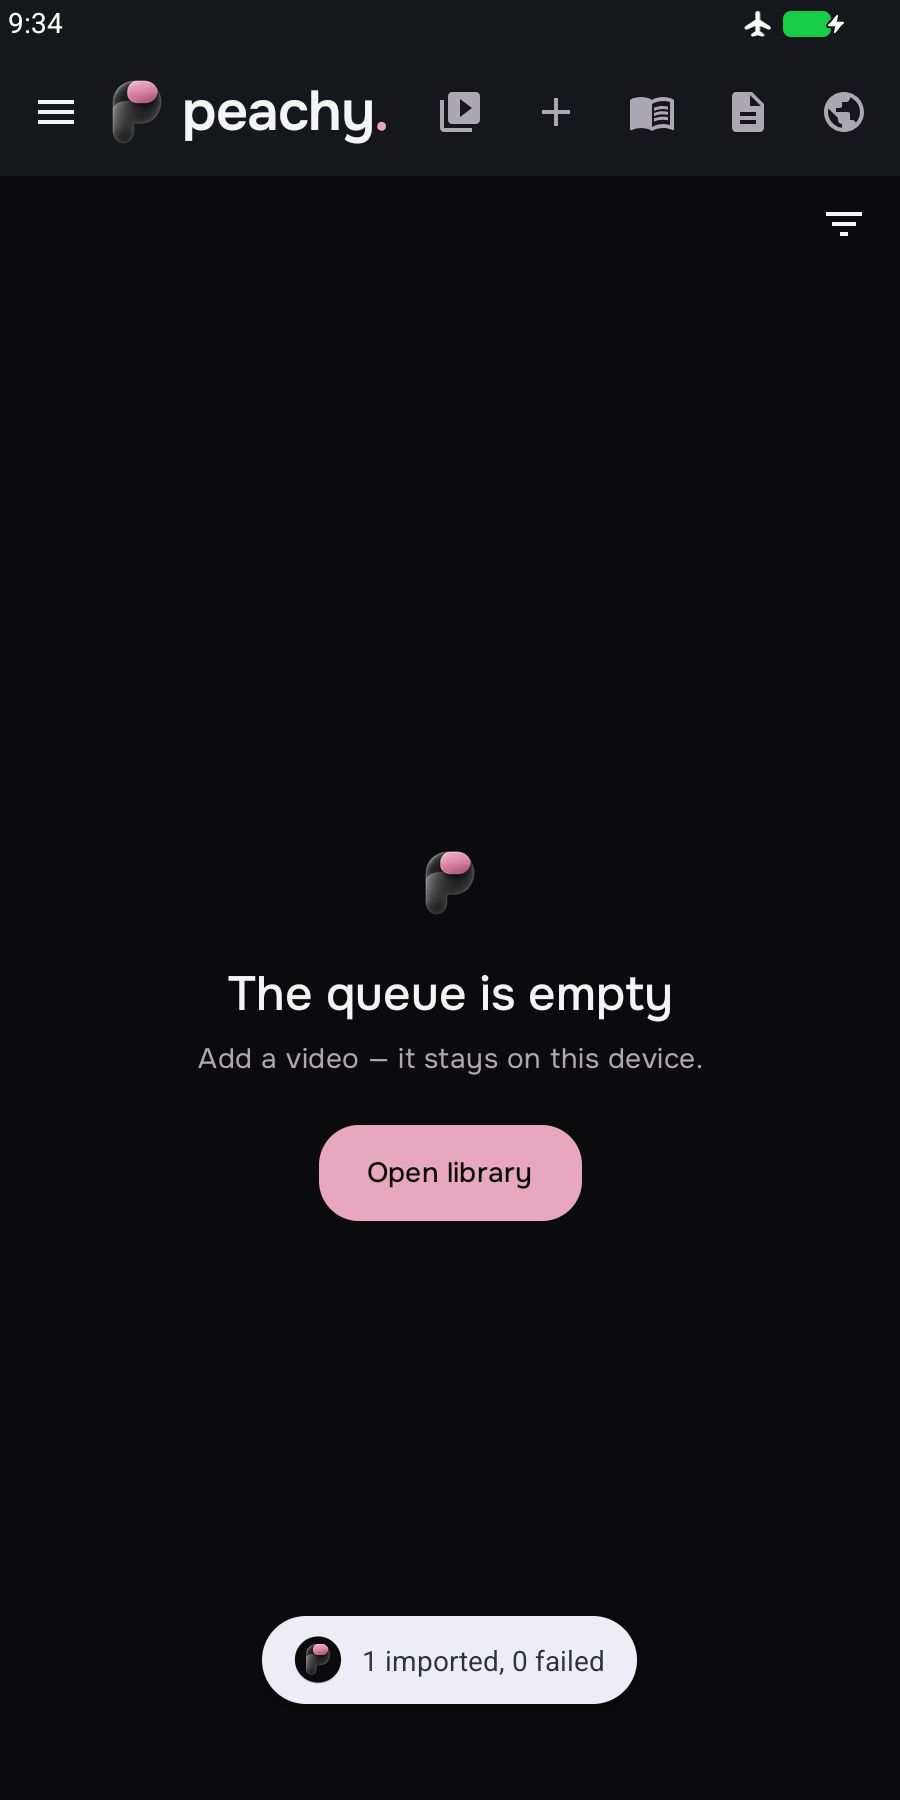 9:34
peachy.
The queue is empty
Add a video – it stays on this device.
Open library
1 imported, 0 failed